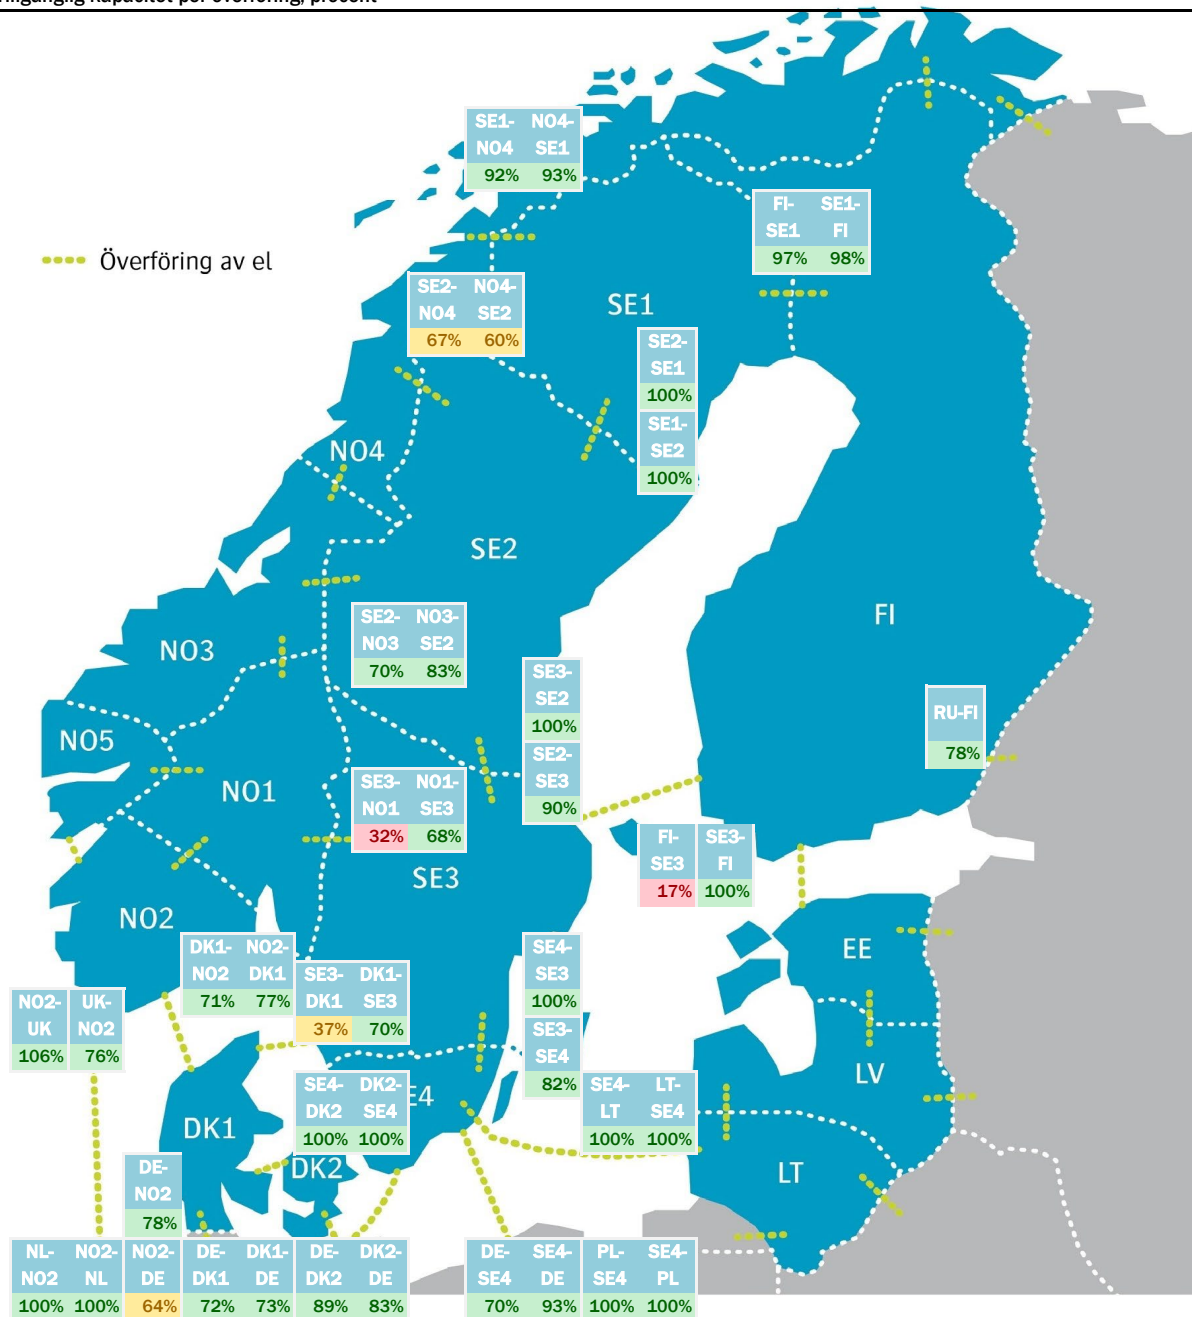 Tillgänglig kapacitet per överföring, procent
SE1- NO4-
NO4 SE1
92% 93%
FI- SE1-
SE1 FI
97% 98%
Överföring av el
SE2- NO4-
NO4 SE2
67% 60%
SE1
SE2-
SE1
100%
SE1-
SE2
100%
NO4
SE2
FI
SE2- NO3-
NO3 SE2
70% 83%
NO3
SE3-
SE2
100%
SE2-
SE3
90%
RU-FI
78%
NO5
NO1
SE3- NO1-
NO1 SE3
32% 68%
FI- SE3-
SE3 FI
17% 100%
SE3
NO2
EE
DK1- NO2-
NO2 DK1
71% 77%
SE3- DK1-
DK1 SE3
37% 70%
SE4-
SE3
100%
SE3-
SE4
82%
NO2- UK-
UK NO2
106% 76%
LV
SE4- DK2-
DK2 SE4
100% 100%
E4
SE4- LT-
LT SE4
100% 100%
DK1
DK2
LT
DE-
NO2
78%
NL- NO2- NO2- DE- DK1- DE- DK2- DE- SE4- PL- SE4-
NO2 NL DE DK1 DE DK2 DE SE4 DE SE4 PL
100% 100% 64% 72% 73% 89% 83% 70% 93% 100% 100%